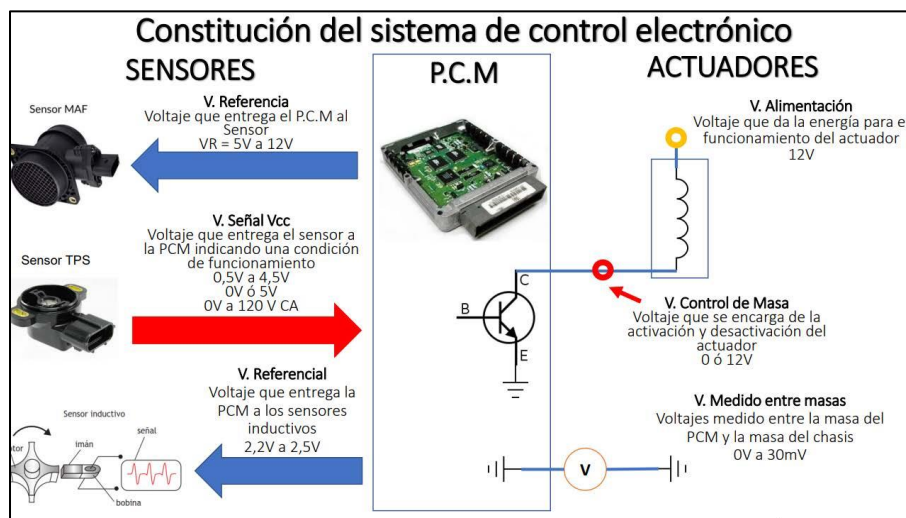 Constitución del sistema de control electrónico
SENSORES
P.C.M
ACTUADORES
Sensor MAF
V. Referencia
Voltaje que entrega el P.C.M al
Sensor
VR = 5V a 12V
V. Señal Vcc
Voltaje que entrega el sensor a
la PCM indicando una condición
de funcionamiento
0,5V a 4,5V
0V ó 5V
0V a 120 V CA
Sensor TPS
V. Referencial
Voltaje que entrega la
PCM a los sensores
inductivos
2,2V a 2,5V
Sensor inductivo
imán
señal
otor
bobina
C
B
E
V
V. Alimentación
Voltaje que da la energía para e
funcionamiento del actuador
12V
V. Control de Masa
Voltaje que se encarga de la
activación y desactivación del
actuador
0 ó 12V
V. Medido entre masas
Voltajes medido entre la masa del
PCM y la masa del chasis
0V a 30mV